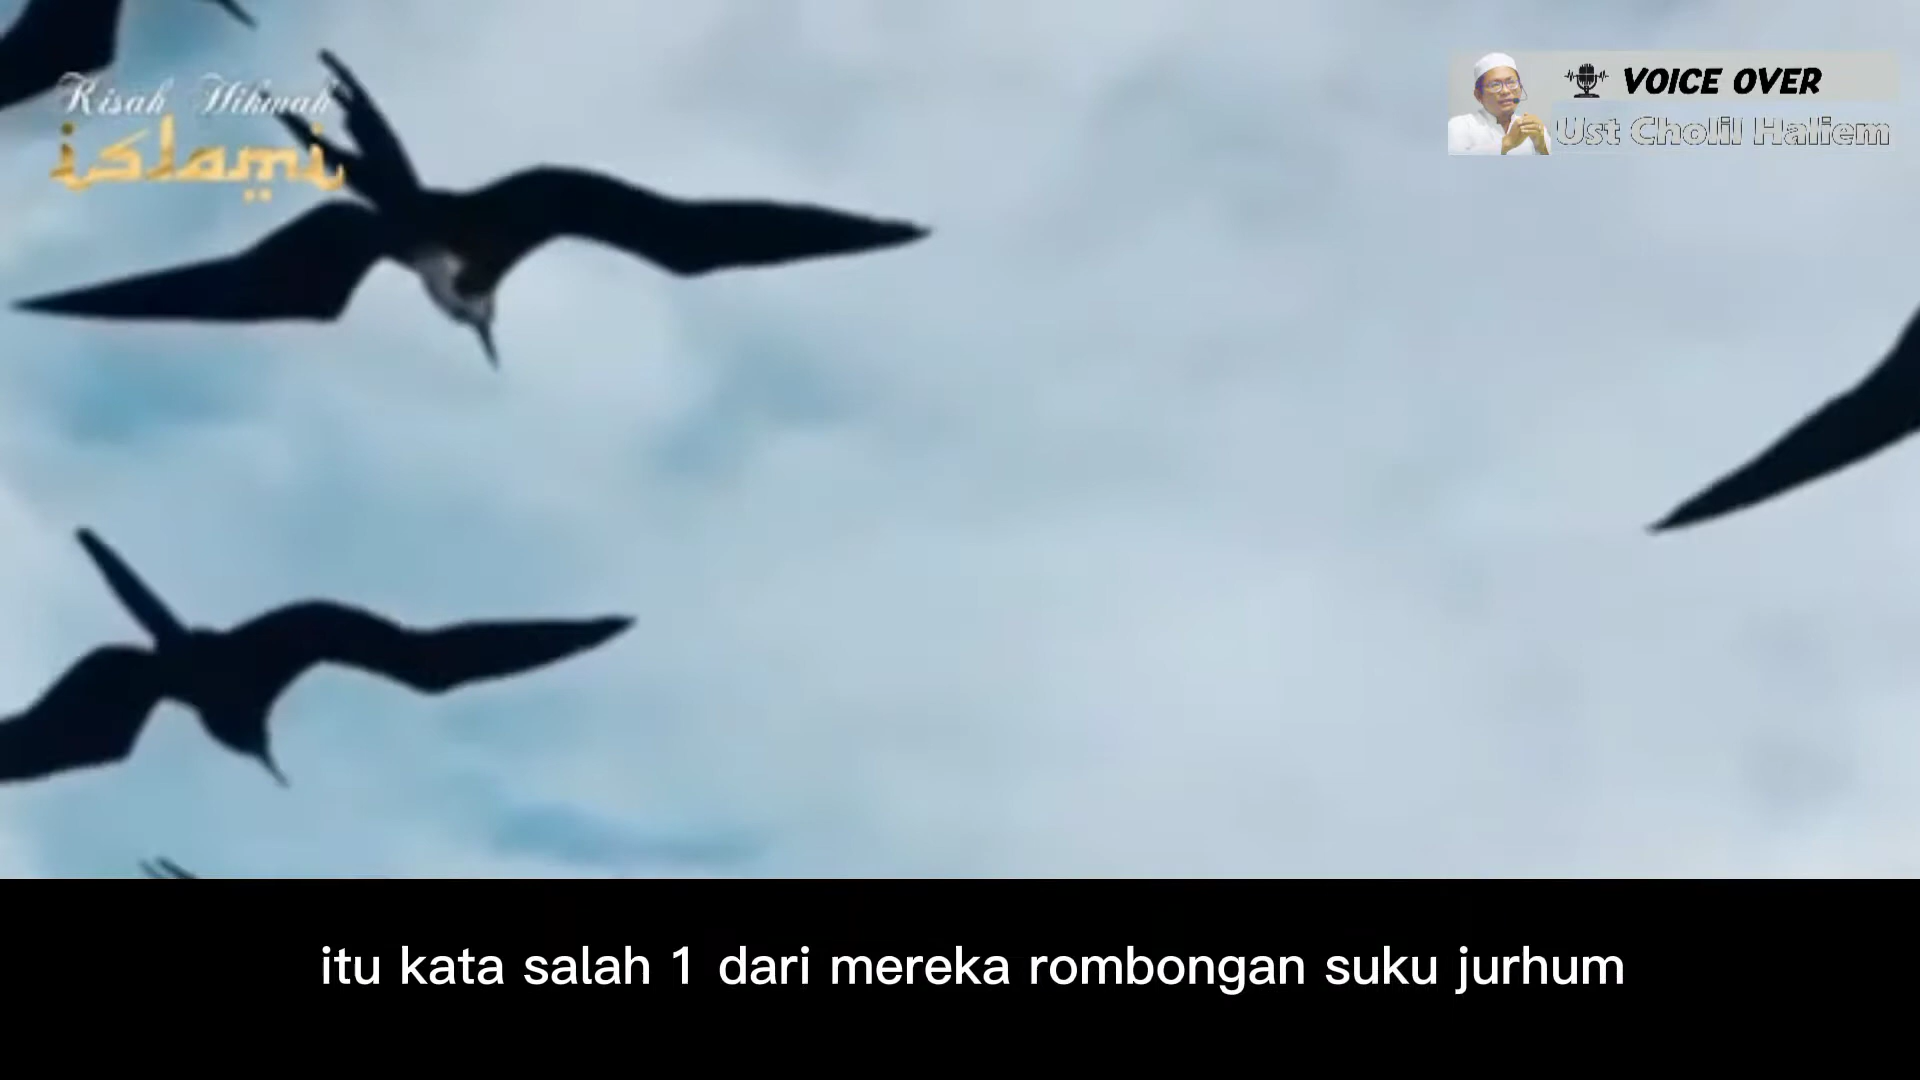 Kisah Hikmah
islami
VOICE OVER
Ust Cholil Haliem
itu kata salah 1 dari mereka rombongan suku jurhum